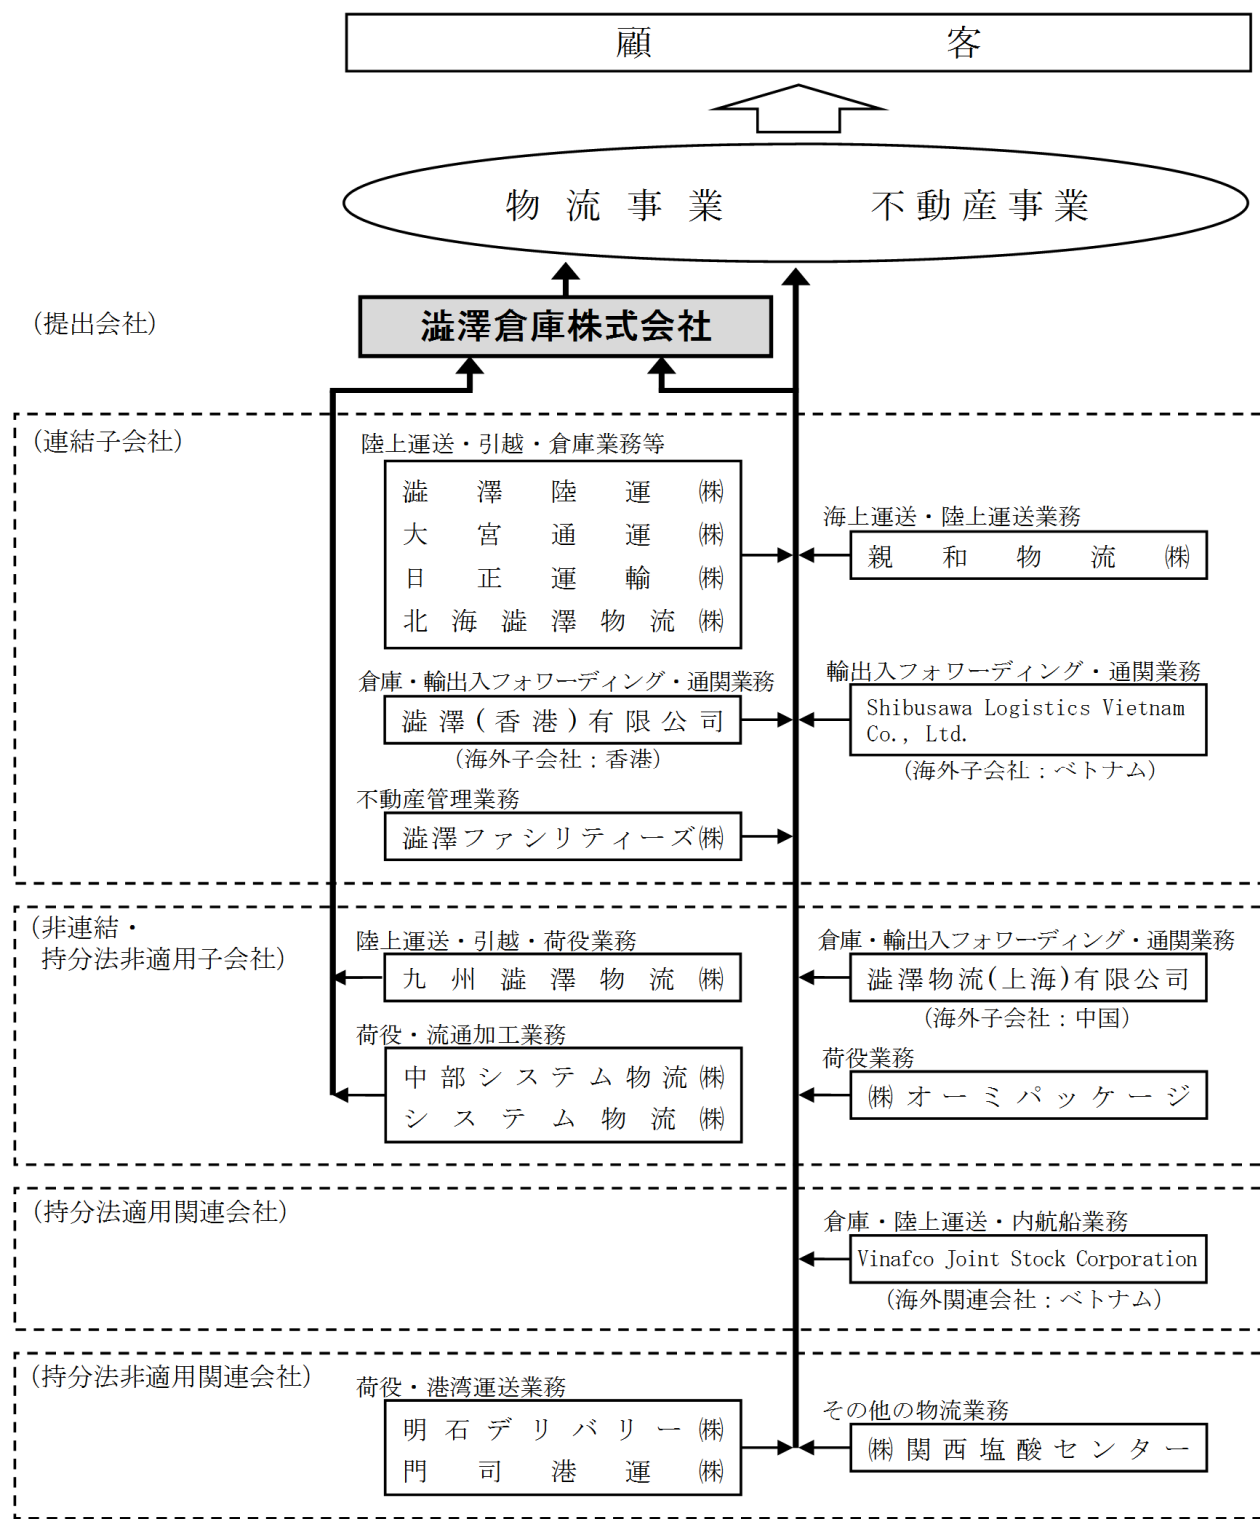 顧客
物流事業 不動産事業
(提出会社)
澁澤倉庫株式会社
(連結子会社)
陸上運送・引越・倉庫業務等
澁澤陸運㈱
大宮通運㈱
日正運輸㈱
北海澁澤物流㈱
海上運送・陸上運送業務
親和物流㈱
倉庫・輸出入フォワーディング・通関業務
澁澤(香港)有限公司
(海外子会社：香港)
輸出入フォワーディング・通関業務
Shibusawa Logistics Vietnam
Co., Ltd.
(海外子会社：ベトナム)
不動産管理業務
澁澤ファシリティーズ㈱
(非連結・
持分法非適用子会社)
陸上運送・引越・荷役業務
九州澁澤物流㈱
倉庫・輸出入フォワーディング・通関業務
澁澤物流(上海)有限公司
(海外子会社：中国)
荷役・流通加工業務
中部システム物流㈱
システム物流㈱
荷役業務
㈱オーミパッケージ
(持分法適用関連会社)
倉庫・陸上運送・内航船業務
Vinafco Joint Stock Corporation
(海外関連会社：ベトナム)
(持分法非適用関連会社)
荷役・港湾運送業務
明石デリバリー㈱
門司港運㈱
その他の物流業務
㈱関西塩酸センター